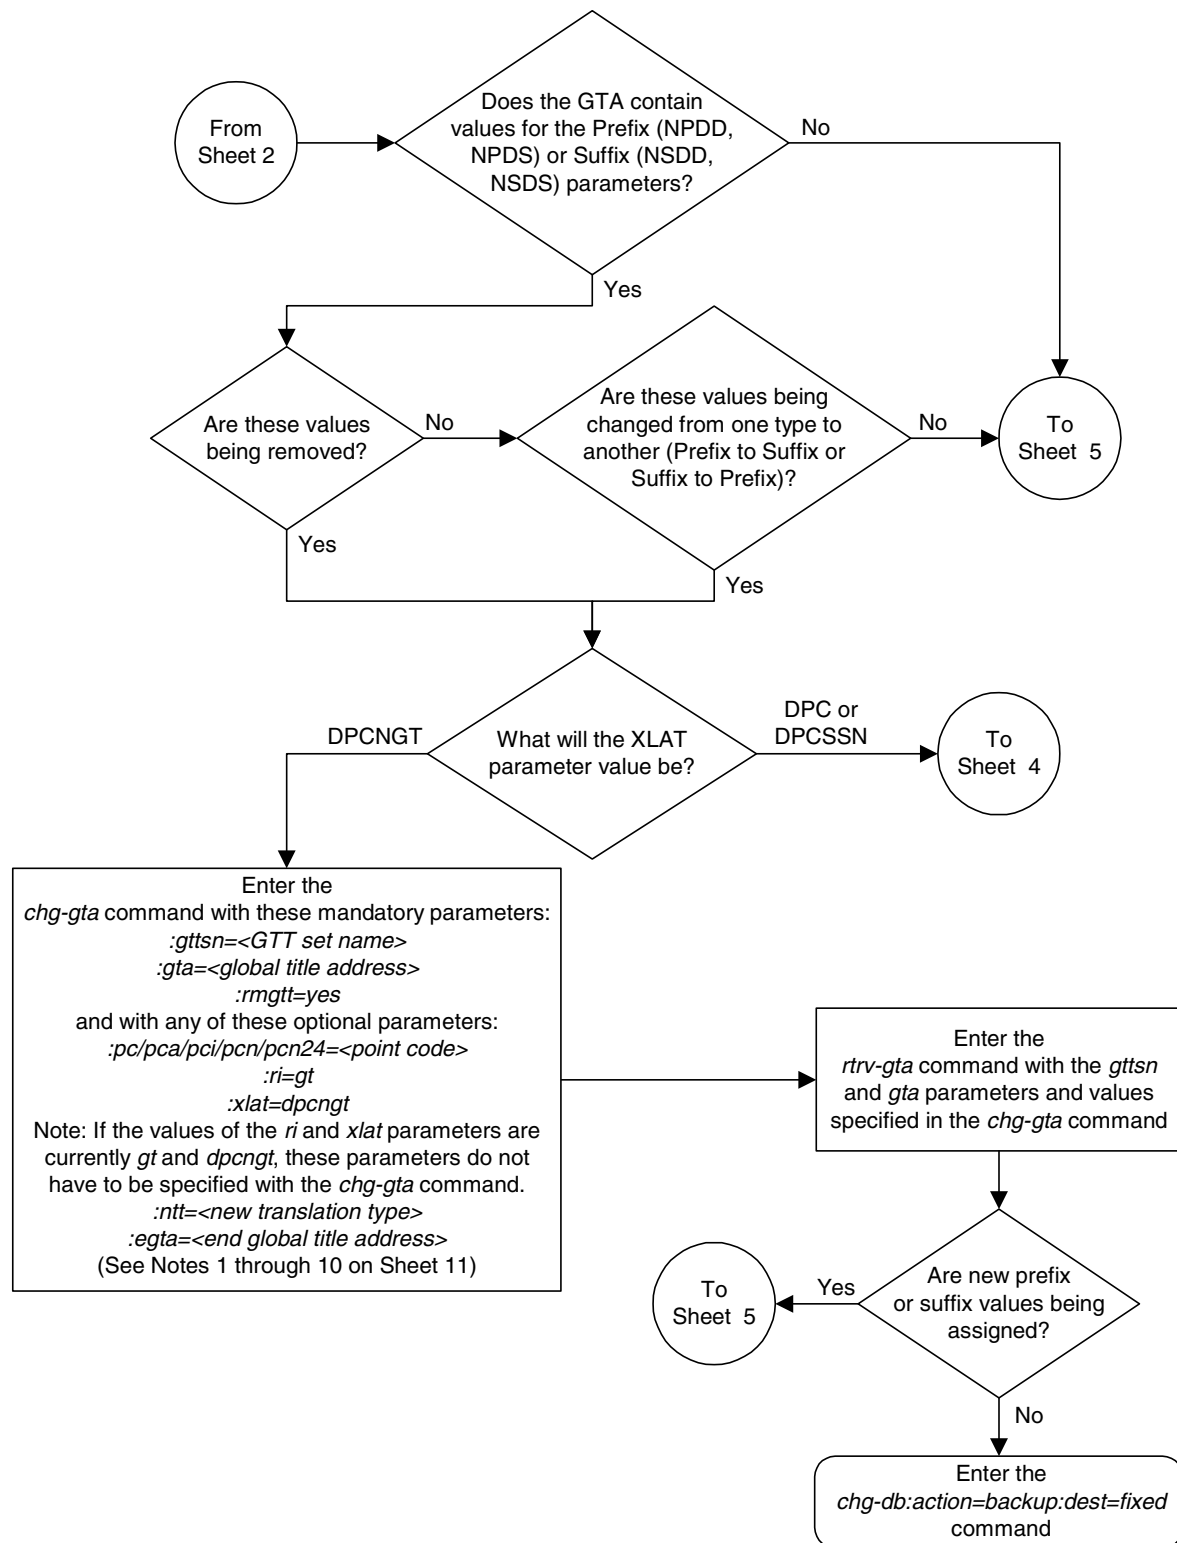 From
Sheet 2
Does the GTA contain
values for the Prefix (NPDD,
NPDS) or Suffix (NSDD,
NSDS) parameters?
No
Yes
Are these values
being removed?
No
Are these values being
changed from one type to
another (Prefix to Suffix or
Suffix to Prefix)?
No
To
Sheet 5
Yes
Yes
DPCNGT
What will the XLAT
parameter value be?
DPC or
DPCSSN
To
Sheet 4
Enter the
chg-gta command with these mandatory parameters:
:gttsn=<GTT set name>
:gta=<global title address>
:rmgtt=yes
and with any of these optional parameters:
:pc/pca/pci/pcn/pcn24=<point code>
:ri=gt
:xlat=dpcngt
Note: If the values of the ri and xlat parameters are
currently gt and dpcngt, these parameters do not
have to be specified with the chg-gta command.
:ntt=<new translation type>
:egta=<end global title address>
(See Notes 1 through 10 on Sheet 11)
Enter the
rtrv-gta command with the gttsn
and gta parameters and values
specified in the chg-gta command
Are new prefix
or suffix values being
assigned?
Yes
To
Sheet 5
No
Enter the
chg-db:action=backup:dest=fixed
command